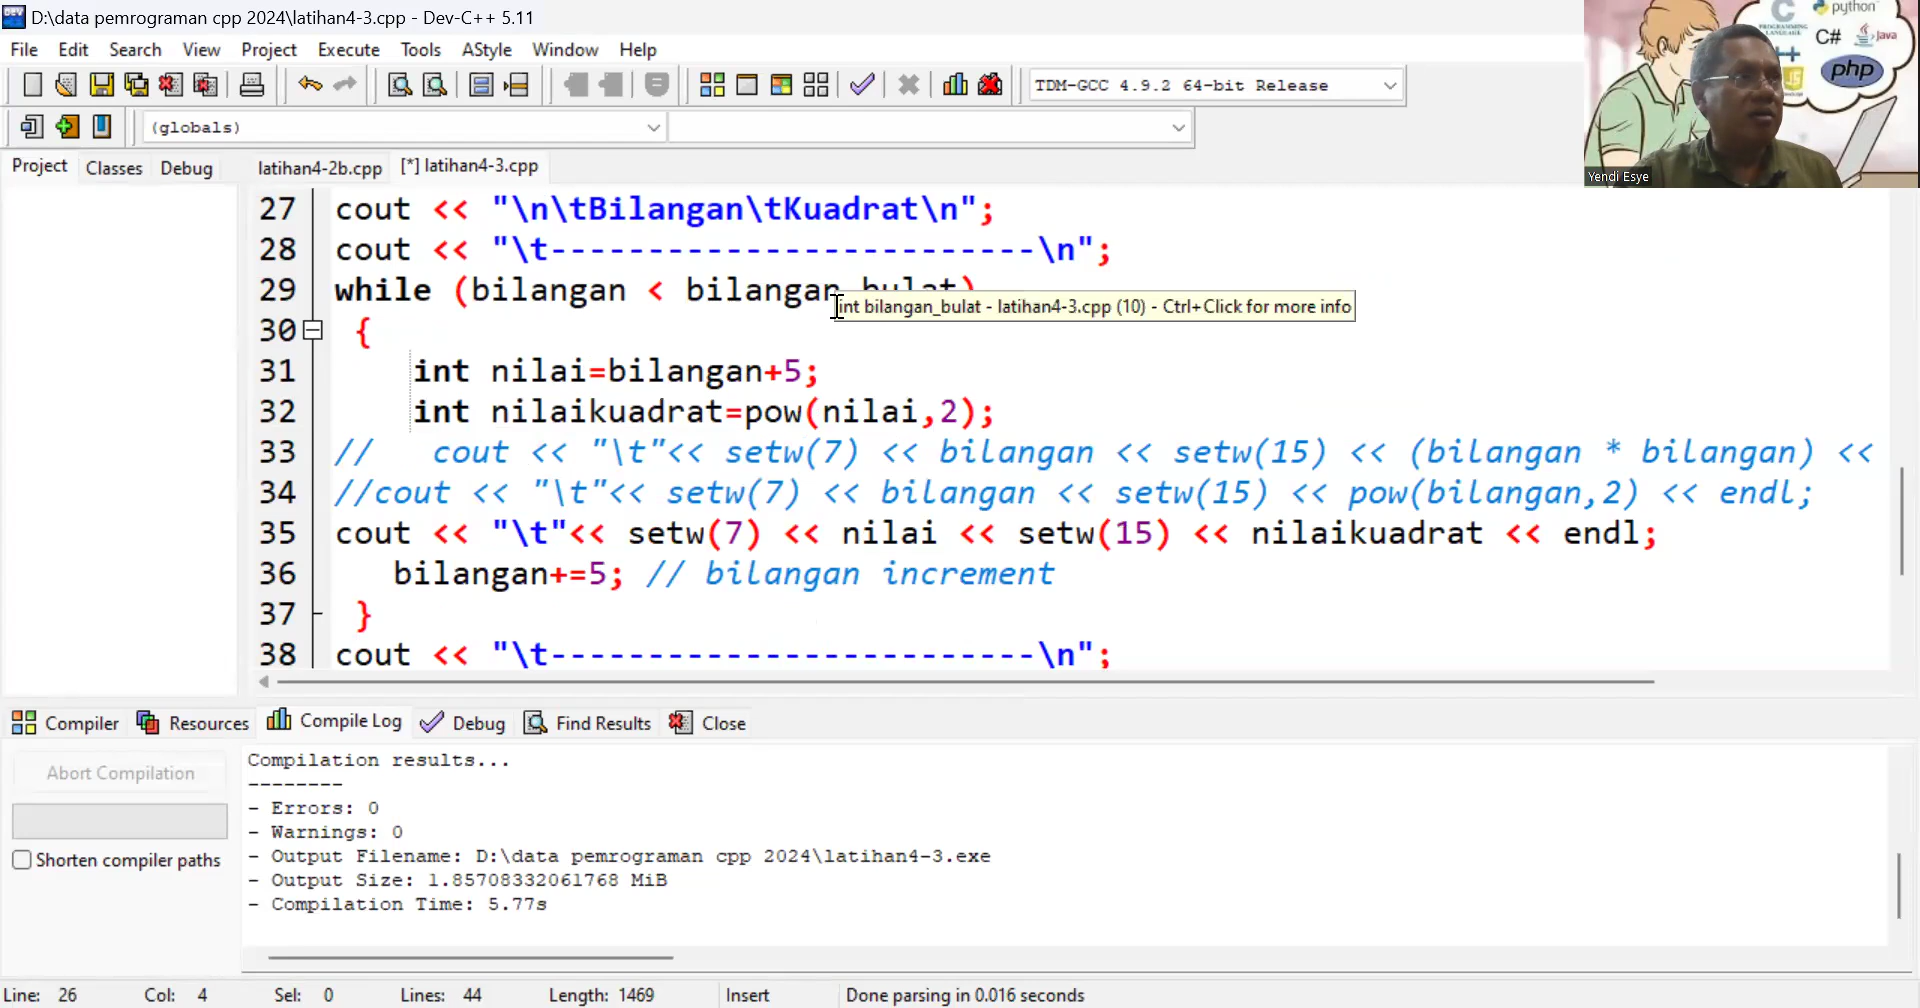 D:\data pemrograman cpp 2024\latihan4-3.cpp - Dev-C++ 5.11
File Edit Search View Project Execute Tools AStyle Window Help
TDM-GCC 4.9.2 64-bit Release
(globals)
Project Classes Debug latihan4-2b.cpp [*] latihan4-3.cpp
27 cout << "\n\tBilangan\tKuadrat\n";
28 cout << "\t-------------------------\n";
29 while (bilangan < bilangan_bulat)
int bilangan_bulat - latihan4-3.cpp (10) - Ctrl+Click for more info
30 {
31 int nilai=bilangan+5;
32 int nilaikuadrat=pow(nilai,2);
33 // cout << "\t"<< setw(7) << bilangan << setw(15) << (bilangan * bilangan) <<
34 //cout << "\t"<< setw(7) << bilangan << setw(15) << pow(bilangan,2) << endl;
35 cout << "\t"<< setw(7) << nilai << setw(15) << nilaikuadrat << endl;
36 bilangan+=5; // bilangan increment
37 }
38 cout << "\t-------------------------\n";
Compiler Resources Compile Log Debug Find Results Close
Abort Compilation
Shorten compiler paths
Compilation results...
--------
- Errors: 0
- Warnings: 0
- Output Filename: D:\data pemrograman cpp 2024\latihan4-3.exe
- Output Size: 1.85708332061768 MiB
- Compilation Time: 5.77s
Line: 26 Col: 4 Sel: 0 Lines: 44 Length: 1469 Insert Done parsing in 0.016 seconds
C
python
C#
Java
JS
php
Yendi Esye